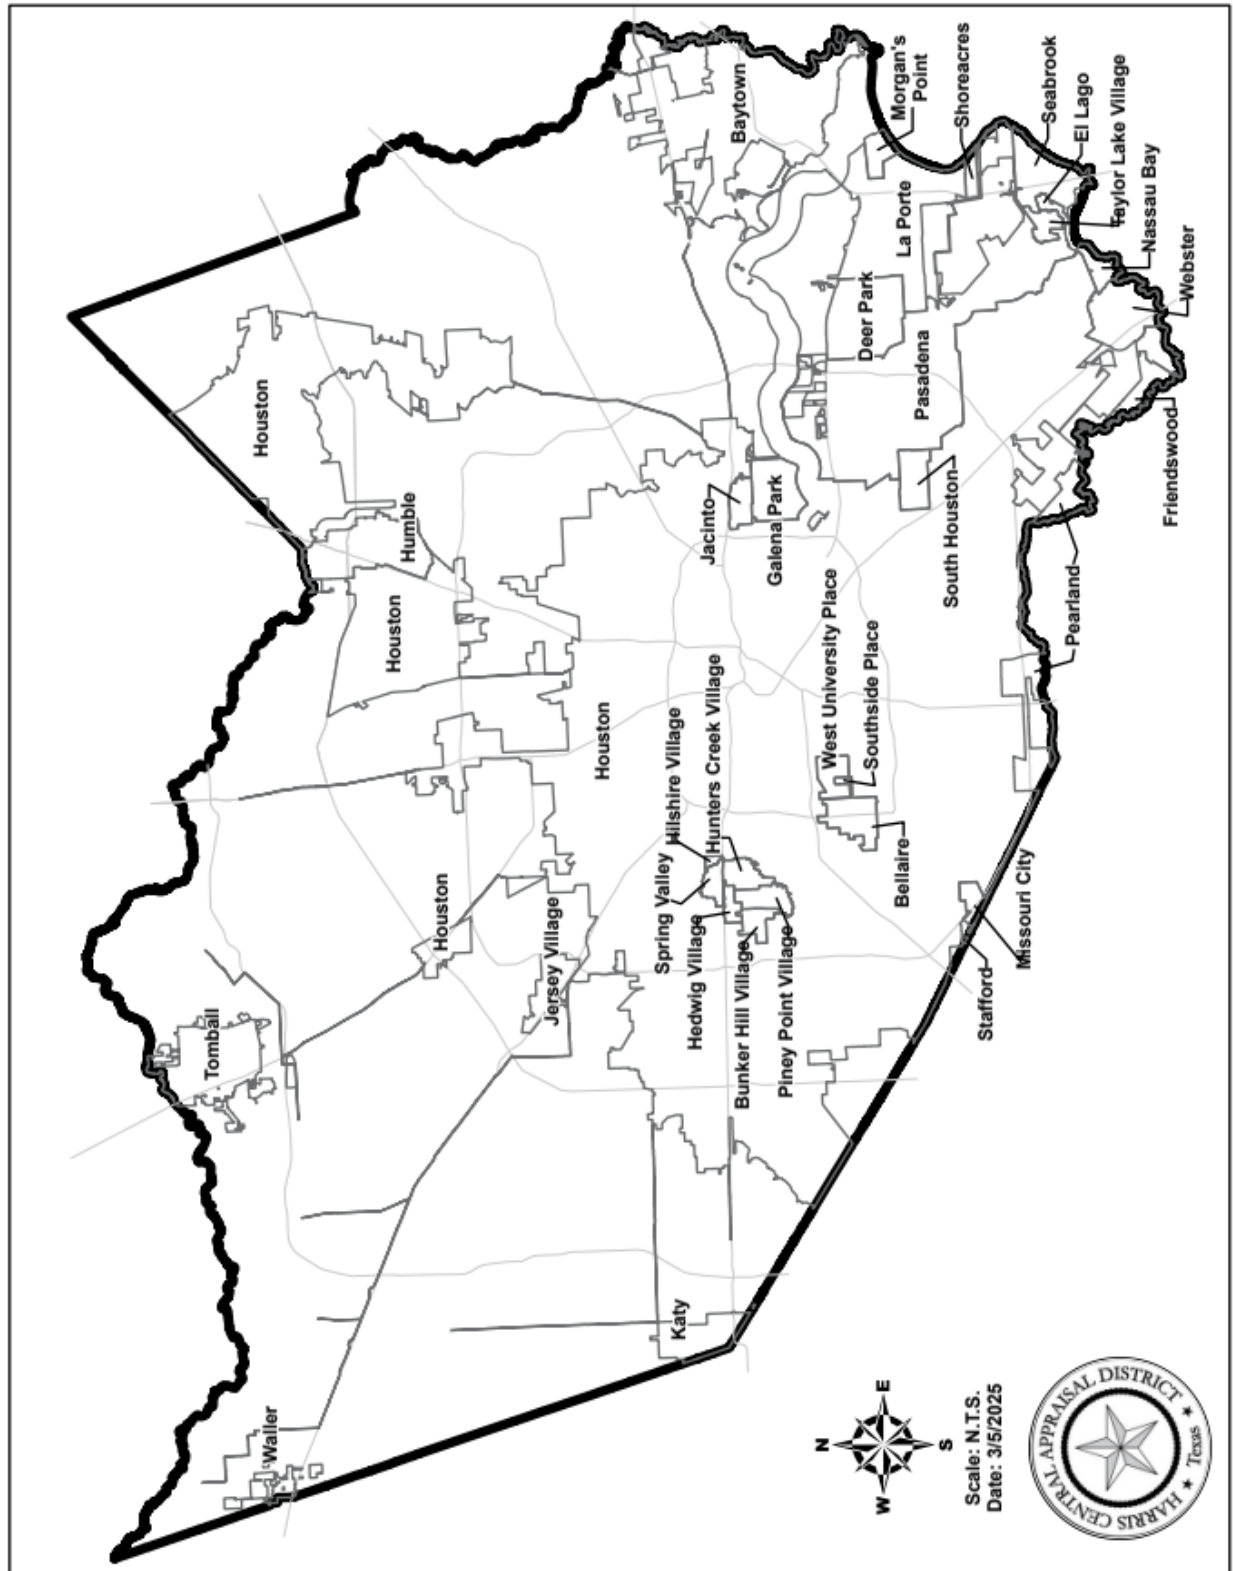 Tomball
Houston
Waller
Houston
Humble
Houston
Houston
Jersey Village
Houston
Spring Valley
Hilshire Village
Katy
Hedwig Village
Hunters Creek Village
Jacinto
Baytown
Bunker Hill Village
Galena Park
Piney Point Village
West University Place
Deer Park
Southside Place
Bellaire
Morgan's
Point
La Porte
Pasadena
South Houston
Shoreacres
Stafford
Missouri City
Seabrook
Pearland
El Lago
Taylor Lake Village
Nassau Bay
Friendswood
Webster
N
W
E
S
Scale: N.T.S.
Date: 3/5/2025
HARRIS CENTRAL APPRAISAL DISTRICT
Texas